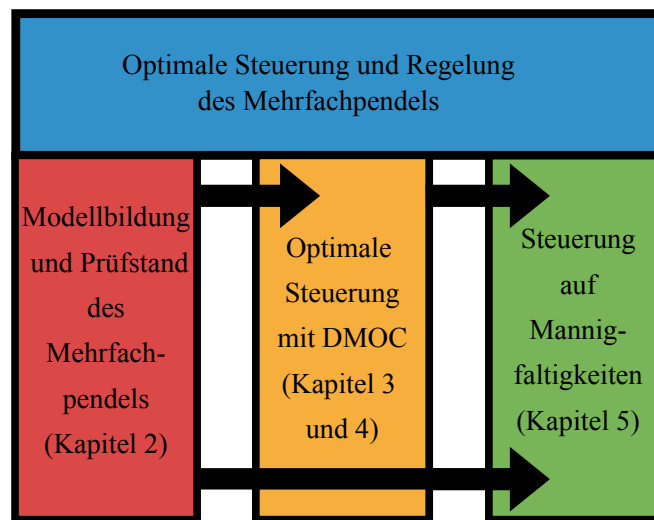 Optimale Steuerung und Regelung
des Mehrfachpendels
Modellbildung
und Prüfstand
des
Mehrfach-
pendels
(Kapitel 2)
Optimale
Steuerung
mit DMOC
(Kapitel 3
und 4)
Steuerung
auf
Mannig-
faltigkeiten
(Kapitel 5)